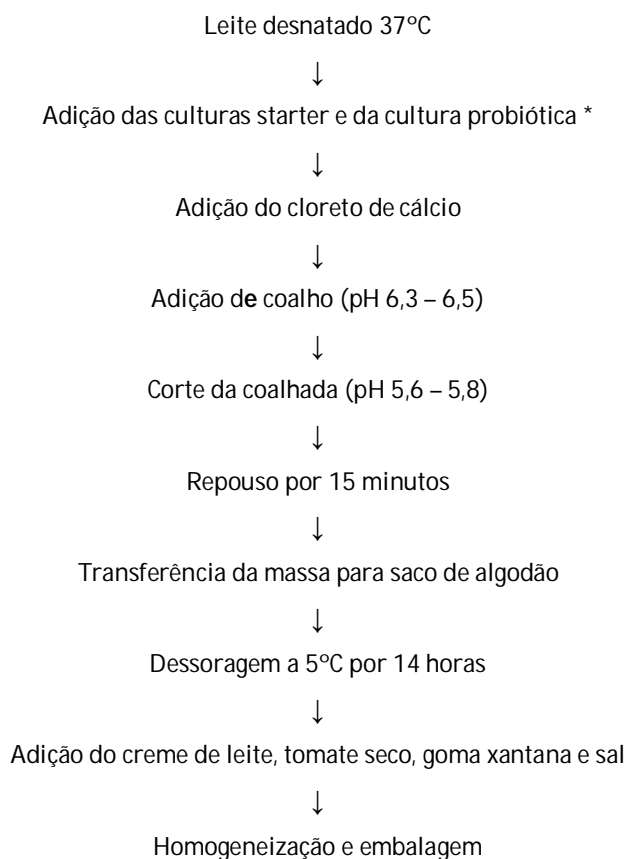 Leite desnatado 37ºC
↓
Adição das culturas starter e da cultura probiótica *
↓
Adição do cloreto de cálcio
↓
Adição de coalho (pH 6,3 – 6,5)
↓
Corte da coalhada (pH 5,6 – 5,8)
↓
Repouso por 15 minutos
↓
Transferência da massa para saco de algodão
↓
Dessoragem a 5ºC por 14 horas
↓
Adição do creme de leite, tomate seco, goma xantana e sal
↓
Homogeneização e embalagem